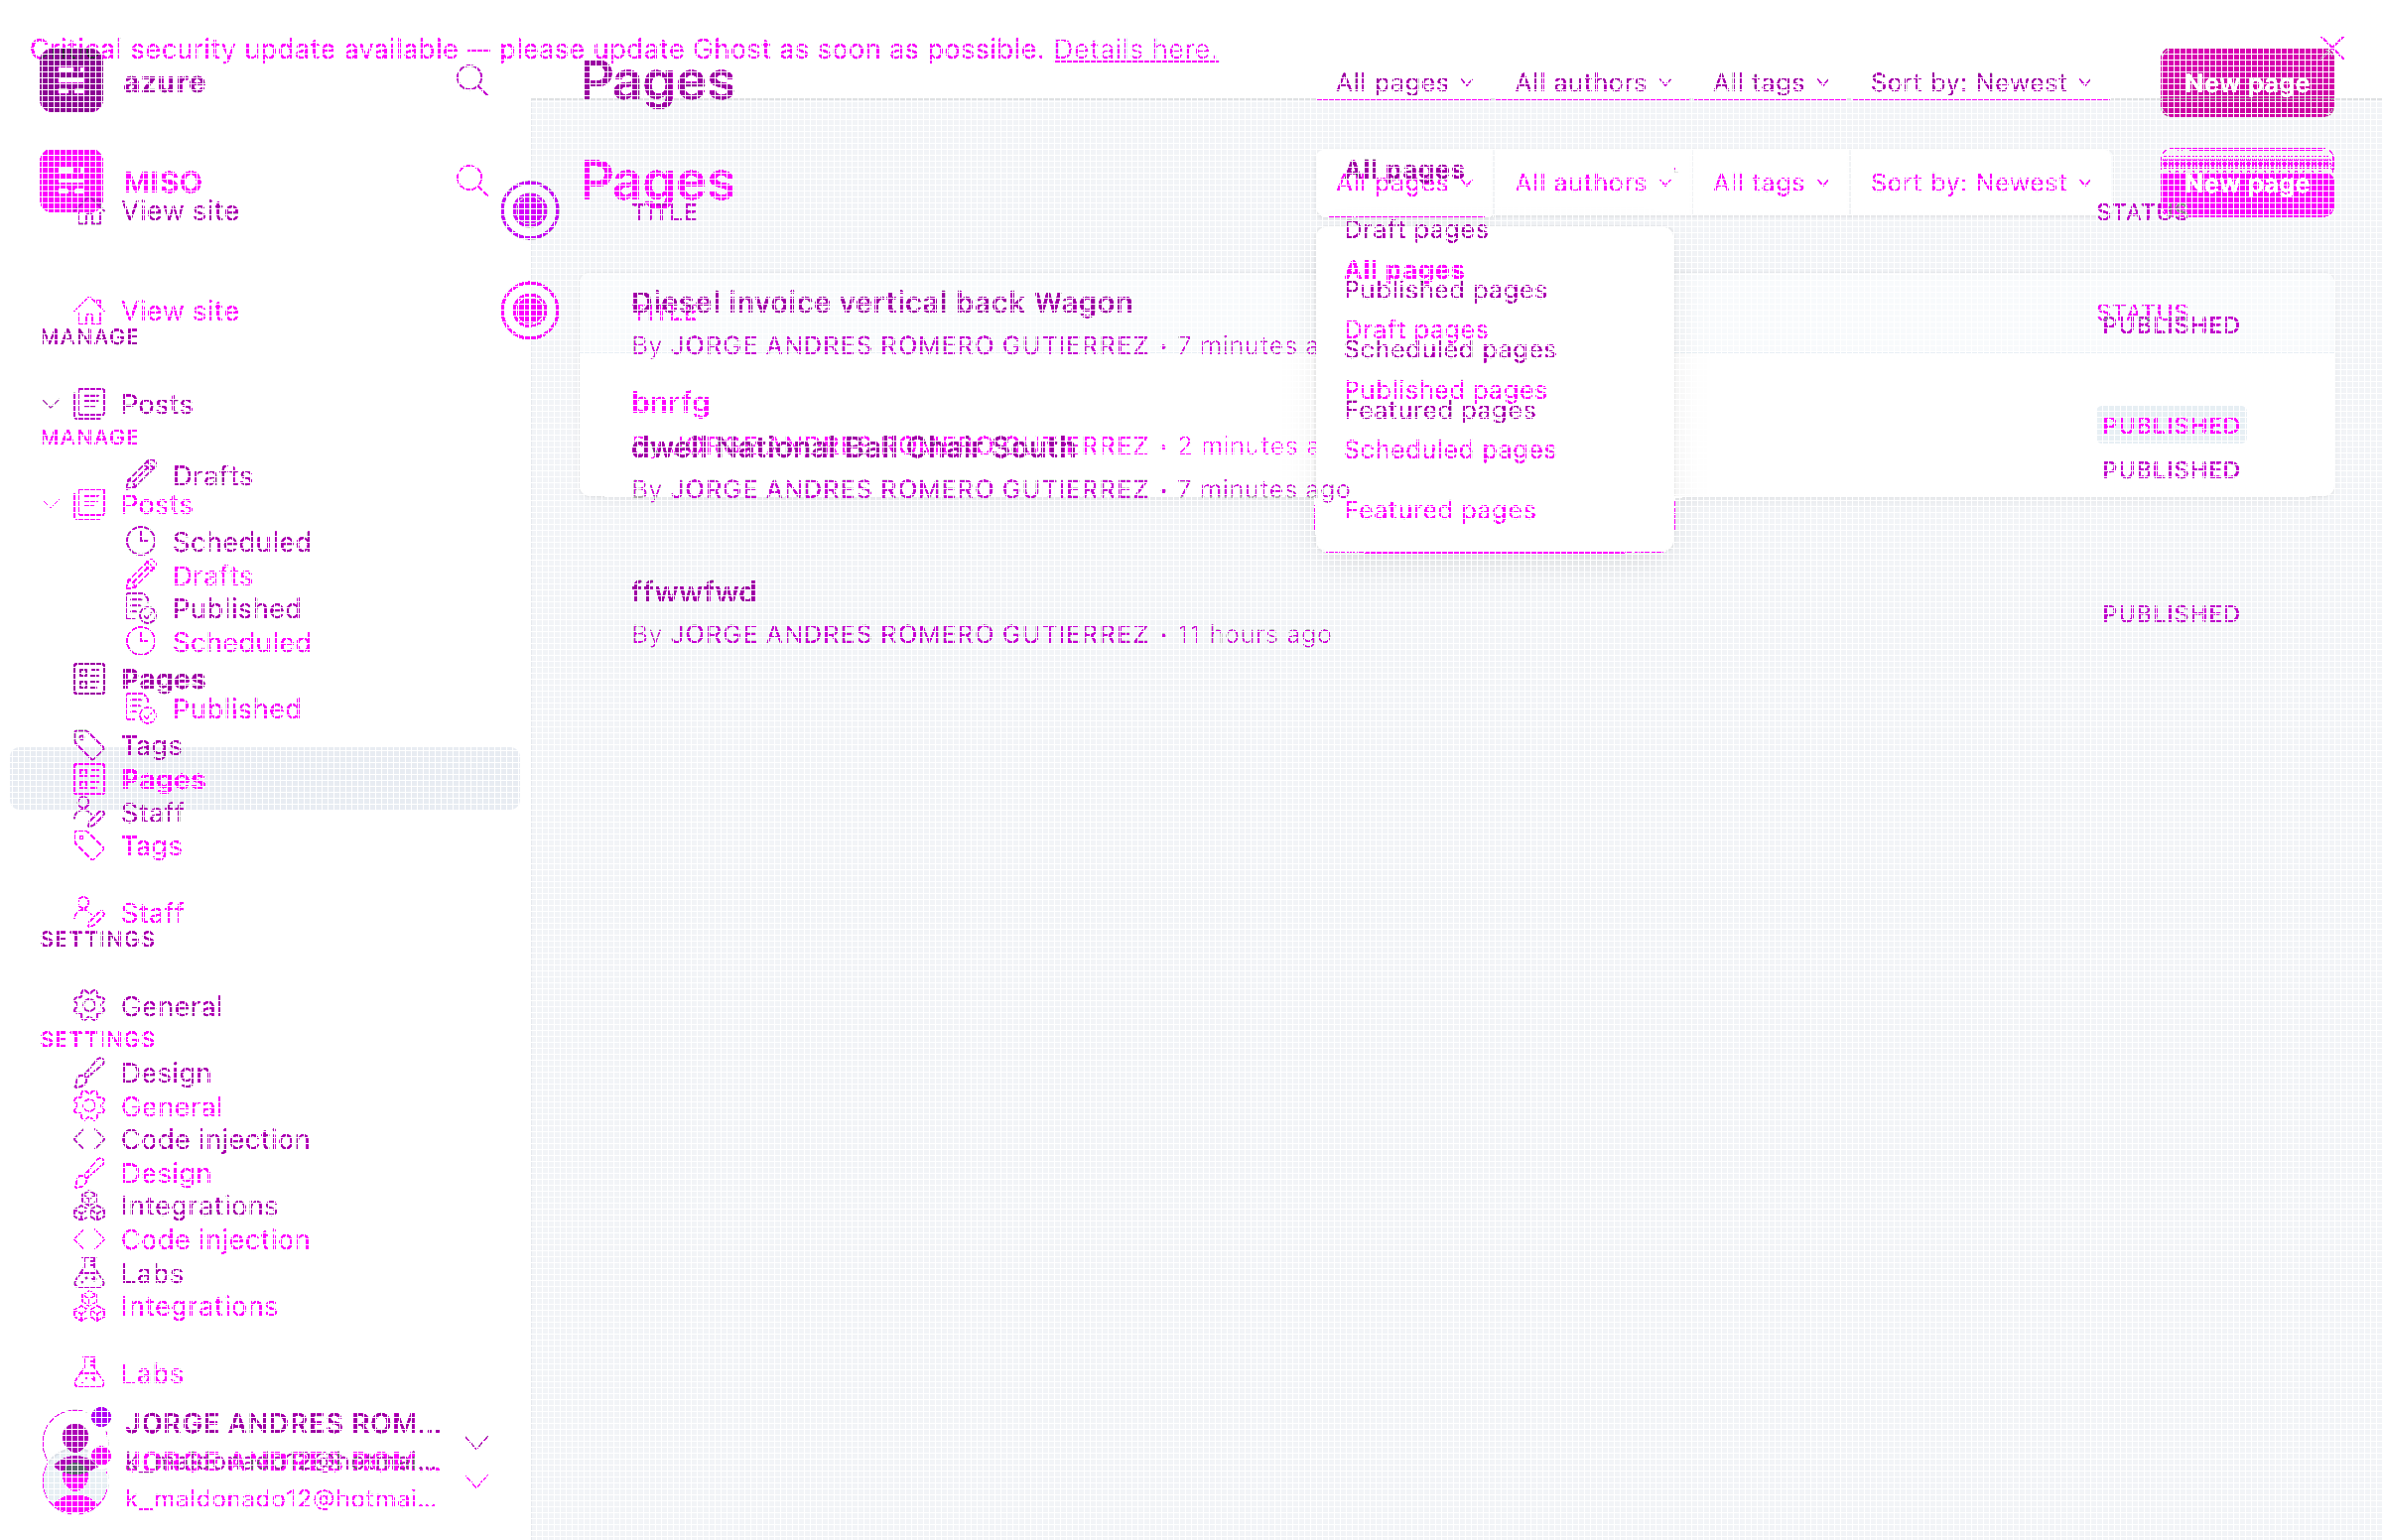 Critical security update available — please update Ghost as soon as possible. Details here.
azure
Pages
All pages
All authors
All tags
Sort by: Newest
New page
MISO
Pages
All pages
All pages
All authors
All tags
Sort by: Newest
New page
View site
TITLE
STATUS
Draft pages
All pages
Published pages
Diesel invoice vertical back Wagon
View site
TITLE
STATUS
PUBLISHED
MANAGE
Draft pages
By JORGE ANDRES ROMERO GUTIERREZ • 7 minutes a
Scheduled pages
Published pages
Posts
bnrfg
Featured pages
PUBLISHED
MANAGE
dwell National Ball Chair South
By JORGE ANDRES ROMERO GUTIERREZ • 2 minutes a
Scheduled pages
PUBLISHED
Drafts
By JORGE ANDRES ROMERO GUTIERREZ • 7 minutes ago
Posts
Featured pages
Scheduled
Drafts
ffwwfwd
Published
PUBLISHED
Scheduled
By JORGE ANDRES ROMERO GUTIERREZ • 11 hours ago
Pages
Published
Tags
Pages
Staff
Tags
Staff
SETTINGS
General
SETTINGS
Design
General
Code injection
Design
Integrations
Code injection
Labs
Integrations
Labs
JORGE ANDRES ROM...
JORGE ANDRES ROM...
k_maldonado12@hotmai...
k_maldonado12@hotmai...